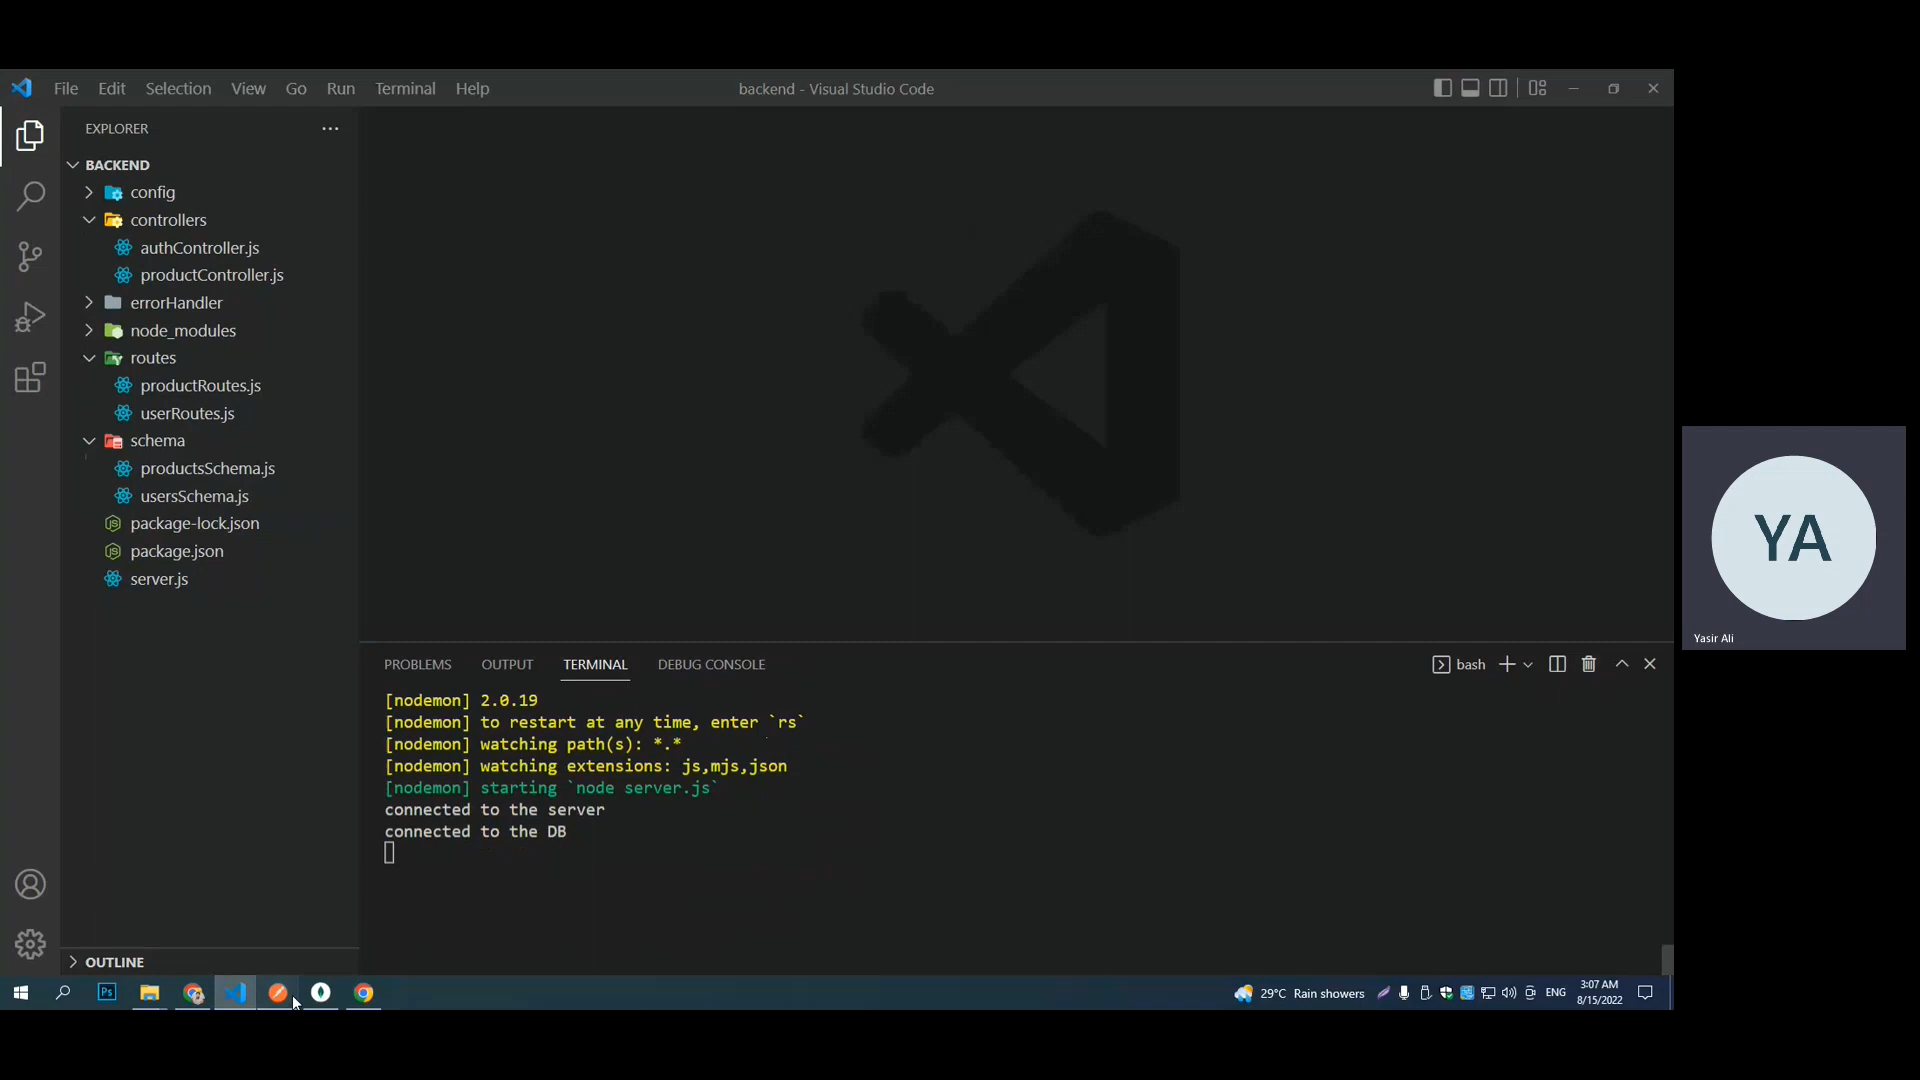 File Edit Selection View Go Run Terminal Help
backend - Visual Studio Code
EXPLORER
BACKEND
config
controllers
authController.js
productController.js
errorHandler
node_modules
routes
productRoutes.js
userRoutes.js
schema
productsSchema.js
usersSchema.js
package-lock.json
package.json
server.js
OUTLINE
PROBLEMS OUTPUT TERMINAL DEBUG CONSOLE
bash
[nodemon] 2.0.19
[nodemon] to restart at any time, enter `rs`
[nodemon] watching path(s): *.*
[nodemon] watching extensions: js,mjs,json
[nodemon] starting `node server.js`
connected to the server
connected to the DB
YA
Yasir Ali
Ps
29°C Rain showers
ENG
3:07 AM
8/15/2022